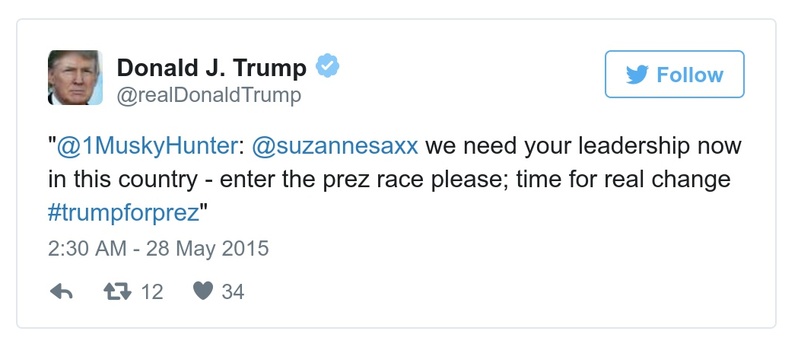 Donald J. Trump
@realDonaldTrump
Follow
"@1MuskyHunter: @suzannesaxx we need your leadership now
in this country - enter the prez race please; time for real change
#trumpforprez"
2:30 AM - 28 May 2015
12 34